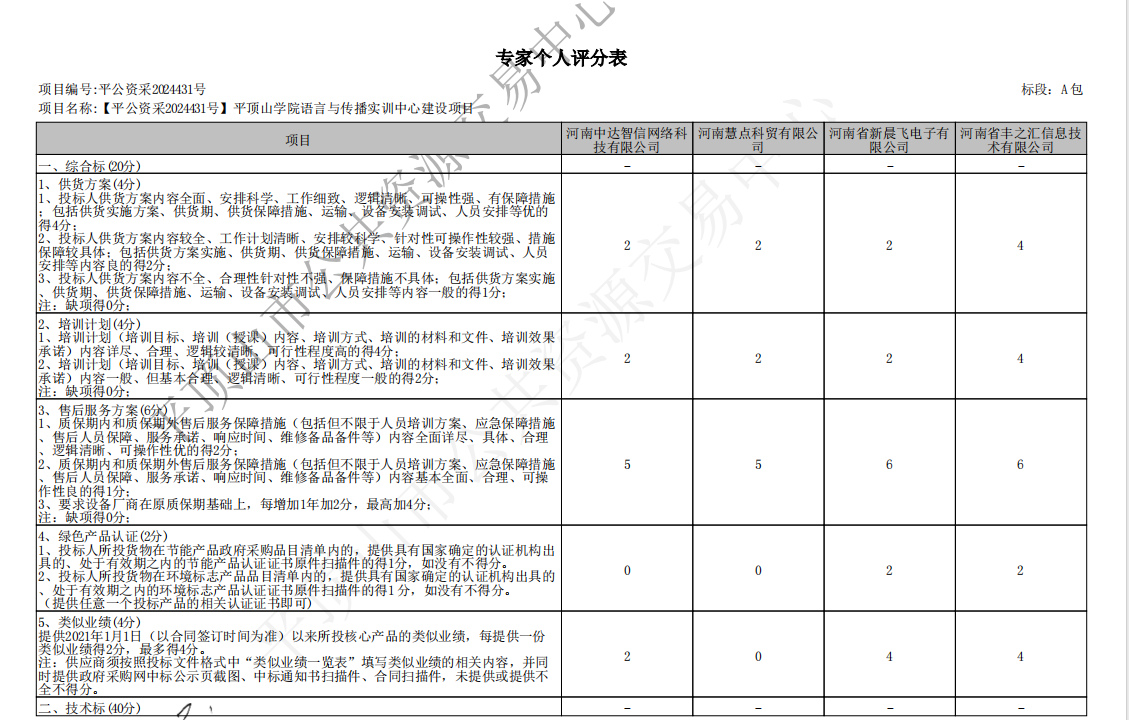 专家个人评分表
项目编号:平公资采2024431号
标段：A包
项目名称:【平公资采2024431号】平顶山学院语言与传播实训中心建设项目
项目 河南中达智信网络科技有限公司 河南慧点科贸有限公司 河南省新晨飞电子有限公司 河南省丰之汇信息技术有限公司
一、综合标(20分) - - - -
1、供货方案(4分)
1、投标人供货方案内容全面、安排科学、工作细致、逻辑清晰、可操性强、有保障措施
；包括供货实施方案、供货期、供货保障措施、运输、设备安装调试、人员安排等优的
得4分；
2、投标人供货方案内容较全、工作计划清晰、安排较科学、针对性可操作性较强、措施
保障较具体；包括供货方案实施、供货期、供货保障措施、运输、设备安装调试、人员
安排等内容良的得2分；
3、投标人供货方案内容不全、合理性针对性不强、保障措施不具体；包括供货方案实施
、供货期、供货保障措施、运输、设备安装调试、人员安排等内容一般的得1分；
注：缺项得0分；
2 2 2 4
2、培训计划(4分)
1、培训计划（培训目标、培训（授课）内容、培训方式、培训的材料和文件、培训效果
承诺）内容详尽、合理、逻辑较清晰、可行性程度高的得4分；
2、培训计划（培训目标、培训（授课）内容、培训方式、培训的材料和文件、培训效果
承诺）内容一般、但基本合理、逻辑清晰、可行性程度一般的得2分；
注：缺项得0分；
2 2 2 4
3、售后服务方案(6分)
1、质保期内和质保期外售后服务保障措施（包括但不限于人员培训方案、应急保障措施
、售后人员保障、服务承诺、响应时间、维修备品备件等）内容全面详尽、具体、合理
、逻辑清晰、可操作性优的得2分；
2、质保期内和质保期外售后服务保障措施（包括但不限于人员培训方案、应急保障措施
、售后人员保障、服务承诺、响应时间、维修备品备件等）内容基本全面、合理、可操
作性良的得1分；
3、要求设备厂商在原质保期基础上，每增加1年加2分，最高加4分；
注：缺项得0分；
5 5 6 6
4、绿色产品认证(2分)
1、投标人所投货物在节能产品政府采购品目清单内的，提供具有国家确定的认证机构出
具的、处于有效期之内的节能产品认证证书原件扫描件的得1分，如没有不得分。
2、投标人所投货物在环境标志产品品目清单内的，提供具有国家确定的认证机构出具的
、处于有效期之内的环境标志产品认证证书原件扫描件的得1 分，如没有不得分。
（提供任意一个投标产品的相关认证证书即可)
0 0 2 2
5、类似业绩(4分)
提供2021年1月1日（以合同签订时间为准）以来所投核心产品的类似业绩，每提供一份
类似业绩得2分，最多得4分。
注：供应商须按照投标文件格式中“类似业绩一览表”填写类似业绩的相关内容，并同
时提供政府采购网中标公示页截图、中标通知书扫描件、合同扫描件，未提供或提供不
全不得分。
2 0 4 4
二、技术标(40分) - - - -
平顶山市公共资源交易中心
平顶山市公共资源交易中心